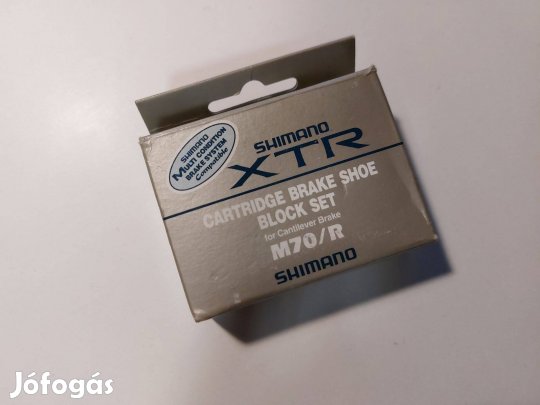 SHIMANO
MULTI CONDITION
BRAKE SYSTEM
Compatible
SHIMANO
XTR
CARTRIDGE BRAKE SHOE
BLOCK SET
for Cantilever Brake
M70/R
SHIMANO
Jófogás